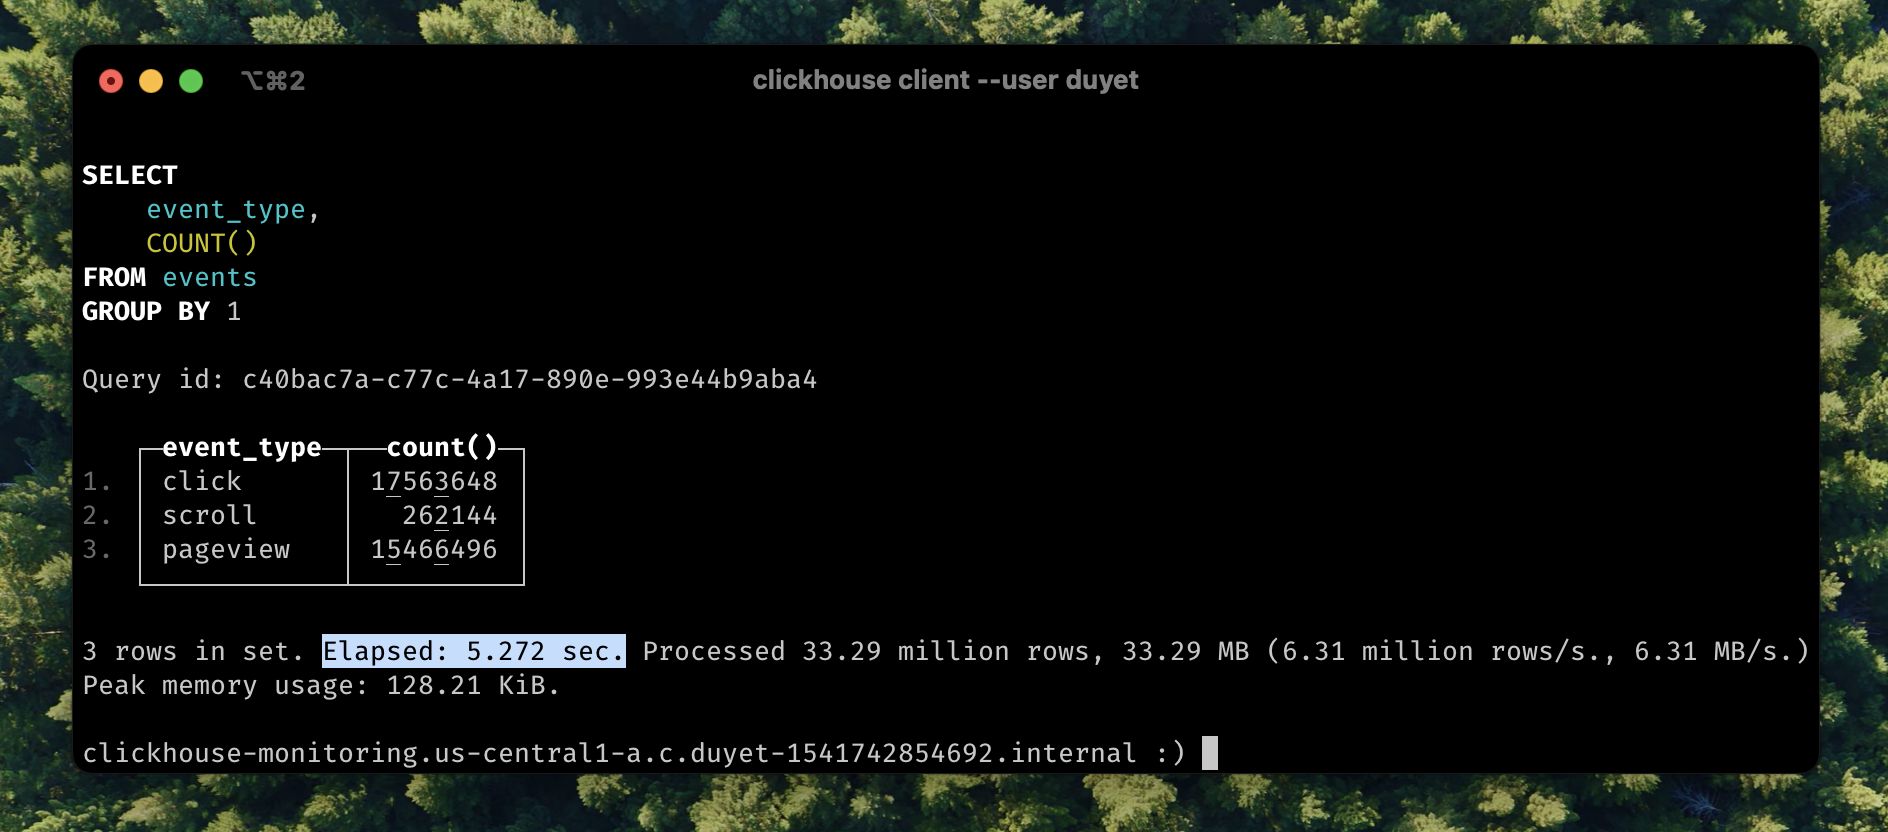 ⌥⌘2
clickhouse client --user duyet
SELECT
event_type,
COUNT()
FROM events
GROUP BY 1
Query id: c40bac7a-c77c-4a17-890e-993e44b9aba4
event_type count()
1. click 17563648
2. scroll 262144
3. pageview 15466496
3 rows in set. Elapsed: 5.272 sec. Processed 33.29 million rows, 33.29 MB (6.31 million rows/s., 6.31 MB/s.)
Peak memory usage: 128.21 KiB.
clickhouse-monitoring.us-central1-a.c.duyet-1541742854692.internal :)